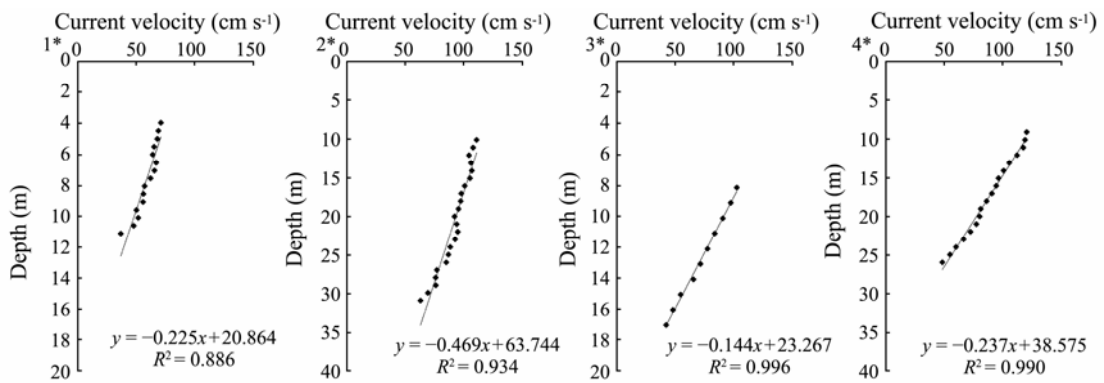 Current velocity (cm s⁻¹)
1*
0 50 100 150
0
2
4
6
8
10
12
14
16
18
20
Depth (m)
y = −0.225x+20.864
R² = 0.886
Current velocity (cm s⁻¹)
2*
0 50 100 150
0
5
10
15
20
25
30
35
40
Depth (m)
y = −0.469x+63.744
R² = 0.934
Current velocity (cm s⁻¹)
3*
0 50 100 150
0
2
4
6
8
10
12
14
16
18
20
Depth (m)
y = −0.144x+23.267
R² = 0.996
Current velocity (cm s⁻¹)
4*
0 50 100 150
0
5
10
15
20
25
30
35
40
Depth (m)
y = −0.237x+38.575
R² = 0.990